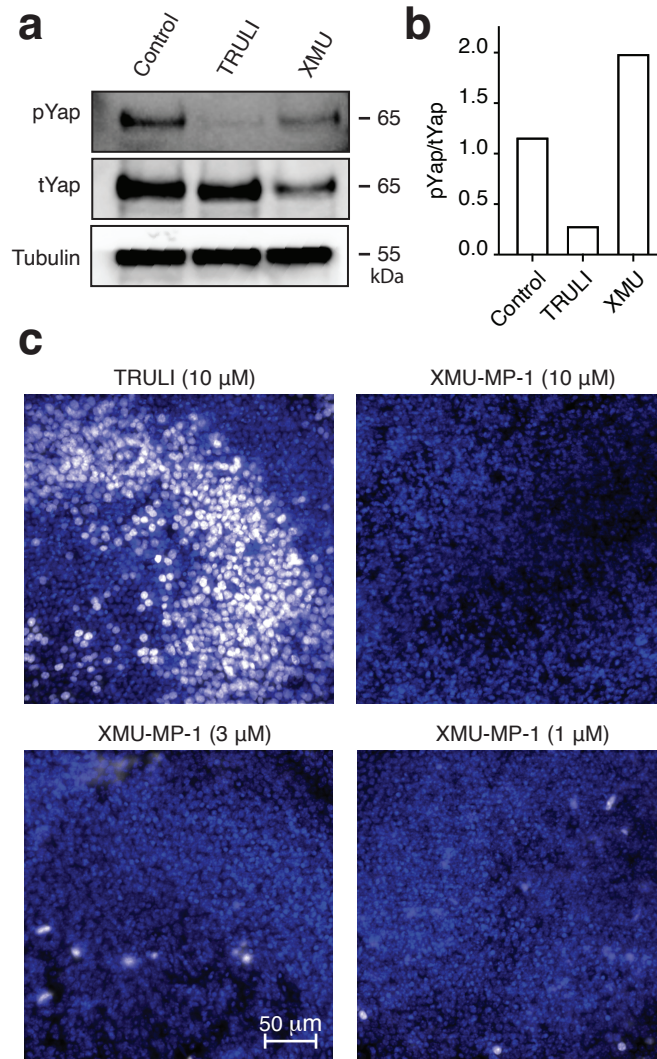 a
Control
TRULI
XMU
pYap
65
tYap
65
Tubulin
55
kDa
b
pYap/tYap
2.0
1.5
1.0
0.5
0.0
Control
TRULI
XMU
c
TRULI (10 μM)
XMU-MP-1 (10 μM)
XMU-MP-1 (3 μM)
XMU-MP-1 (1 μM)
50 μm